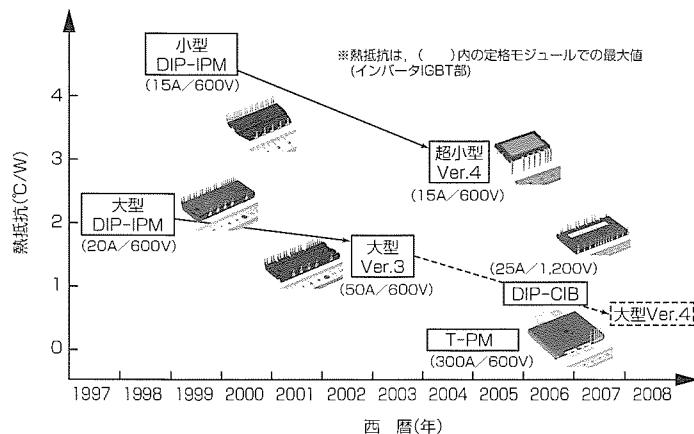 小型
DIP-IPM
(15A／600V)
※熱抵抗は，（　　）内の定格モジュールでの最大値
(インバータIGBT部)
4
超小型
Ver.4
(15A／600V)
3
熱抵抗(℃/W)
大型
DIP-IPM
(20A／600V)
2
大型
Ver.3
(50A／600V)
(25A／1,200V)
1
DIP-CIB
大型Ver.4
T-PM
(300A／600V)
0
1997 1998 1999 2000 2001 2002 2003 2004 2005 2006 2007 2008
西　暦(年)